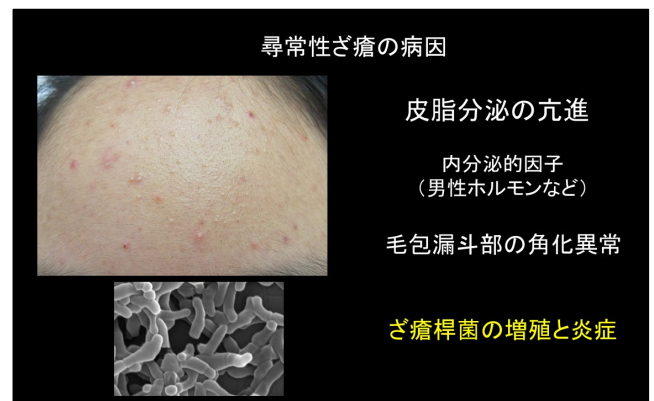 尋常性ざ瘡の病因
皮脂分泌の亢進
内分泌的因子
（男性ホルモンなど）
毛包漏斗部の角化異常
ざ瘡桿菌の増殖と炎症